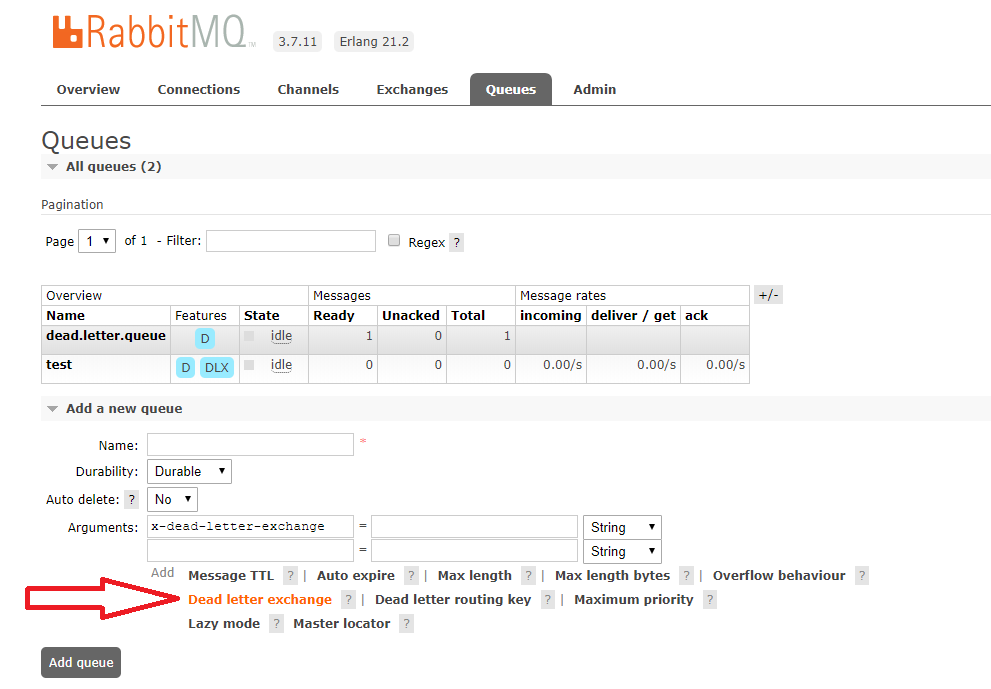 RabbitMQ TM 3.7.11 Erlang 21.2
Overview Connections Channels Exchanges Queues Admin
Queues
All queues (2)
Pagination
Page 1 of 1 - Filter: Regex ?
Overview Messages Message rates +/-
Name Features State Ready Unacked Total incoming deliver / get ack
dead.letter.queue D idle 1 0 1
test D DLX idle 0 0 0 0.00/s 0.00/s 0.00/s
Add a new queue
Name: *
Durability: Durable
Auto delete: ? No
Arguments: x-dead-letter-exchange = String
= String
Add Message TTL ? | Auto expire ? | Max length ? | Max length bytes ? | Overflow behaviour ?
Dead letter exchange ? | Dead letter routing key ? | Maximum priority ?
Lazy mode ? Master locator ?
Add queue